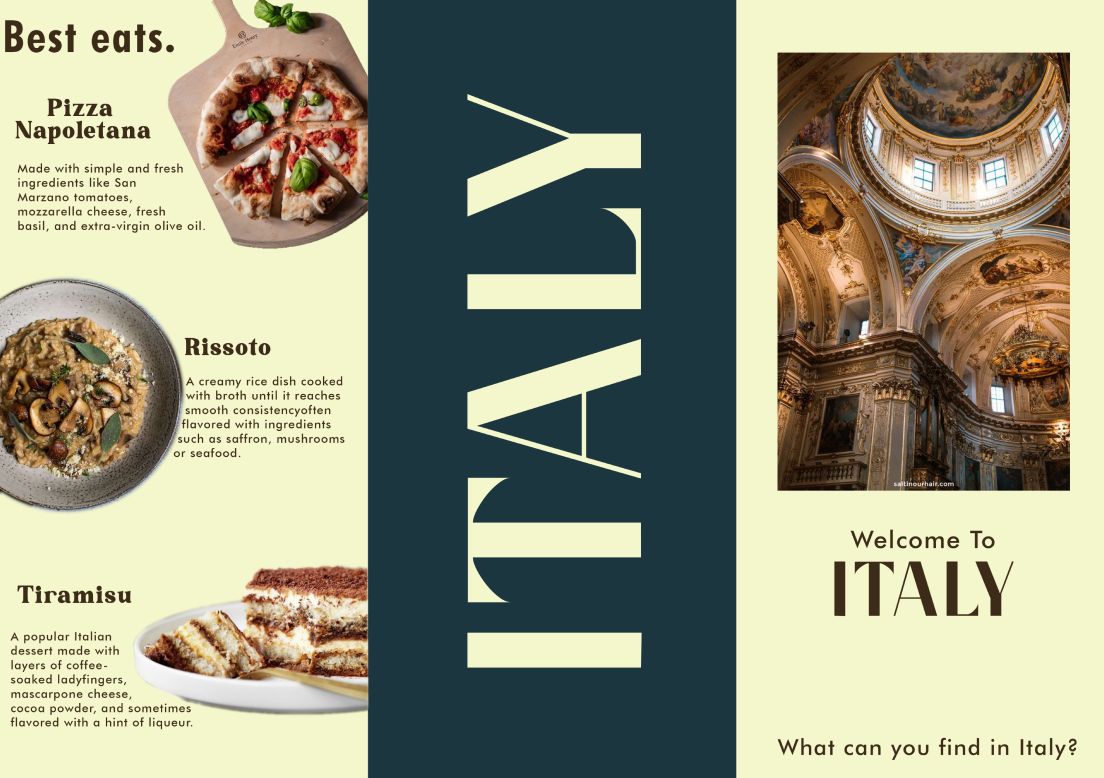 Best eats.
Pizza
Napoletana
Made with simple and fresh
ingredients like San
Marzano tomatoes,
mozzarella cheese, fresh
basil, and extra-virgin olive oil.
Rissoto
A creamy rice dish cooked
with broth until it reaches
smooth consistencyoften
flavored with ingredients
such as saffron, mushrooms
or seafood.
Tiramisu
A popular Italian
dessert made with
layers of coffee-
soaked ladyfingers,
mascarpone cheese,
cocoa powder, and sometimes
flavored with a hint of liqueur.
ITALY
saltinourhair.com
Welcome To
ITALY
What can you find in Italy?